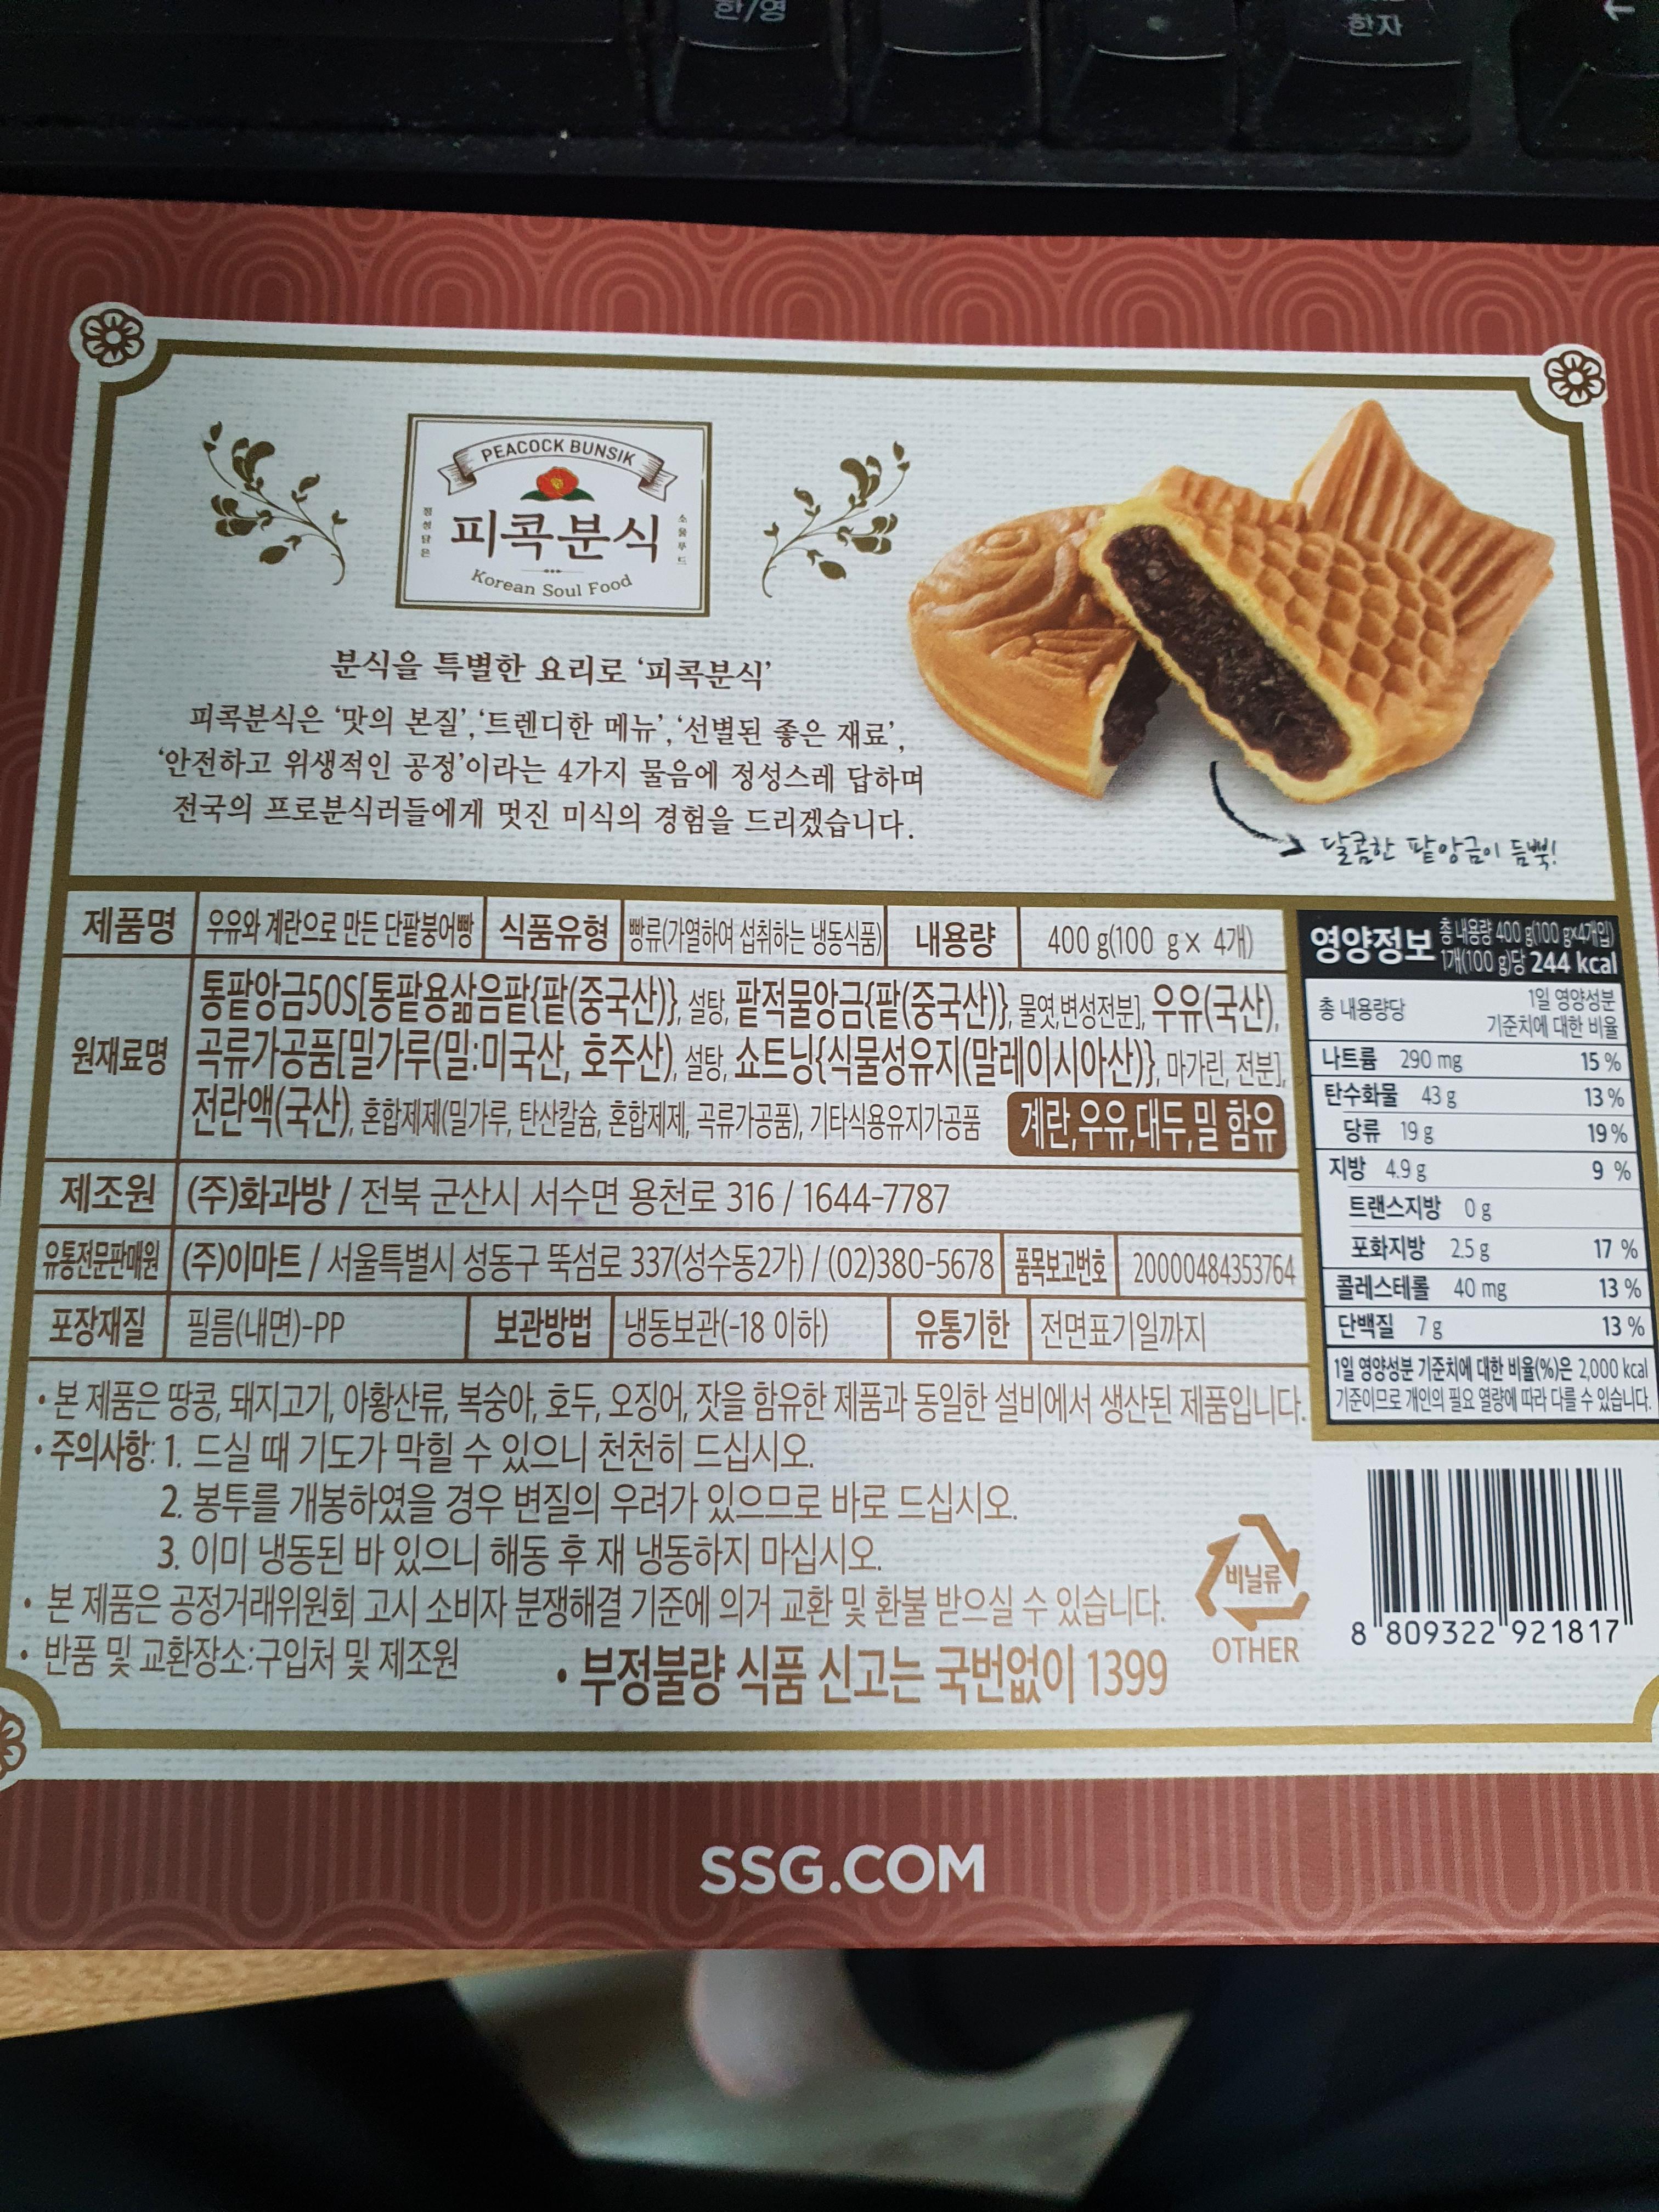 한/영
한자
PEACOCK BUNSIK
정성담은
피콕분식
소울푸드
Korean Soul Food
분식을 특별한 요리로 '피콕분식'
피콕분식은 '맛의 본질', '트렌디한 메뉴', '선별된 좋은 재료',
'안전하고 위생적인 공정'이라는 4가지 물음에 정성스레 답하며
전국의 프로분식러들에게 멋진 미식의 경험을 드리겠습니다.
달콤한 팥앙금이 듬뿍!
제품명 우유와 계란으로 만든 단팥붕어빵 식품유형 빵류(가열하여 섭취하는 냉동식품) 내용량 400 g(100 g x 4개)
원재료명
통팥앙금50S[통팥용삶음팥{팥(중국산)}, 설탕, 팥적물앙금{팥(중국산)}, 물엿,변성전분], 우유(국산),
곡류가공품[밀가루(밀:미국산, 호주산), 설탕, 쇼트닝{식물성유지(말레이시아산)}, 마가린, 전분],
전란액(국산), 혼합제제(밀가루, 탄산칼슘, 혼합제제, 곡류가공품), 기타식용유지가공품 계란,우유,대두,밀 함유
제조원 (주)화과방 / 전북 군산시 서수면 용천로 316 / 1644-7787
유통전문판매원 (주)이마트 / 서울특별시 성동구 뚝섬로 337(성수동2가) / (02)380-5678 품목보고번호 20000484353764
포장재질 필름(내면)-PP 보관방법 냉동보관(-18 이하) 유통기한 전면표기일까지
영양정보 총 내용량 400 g(100 gx4개입)
1개(100 g)당 244 kcal
총 내용량당 1일 영양성분
기준치에 대한 비율
나트륨 290 mg 15 %
탄수화물 43 g 13 %
당류 19 g 19 %
지방 4.9 g 9 %
트랜스지방 0 g
포화지방 2.5 g 17 %
콜레스테롤 40 mg 13 %
단백질 7 g 13 %
1일 영양성분 기준치에 대한 비율(%)은 2,000 kcal
기준이므로 개인의 필요 열량에 따라 다를 수 있습니다.
• 본 제품은 땅콩, 돼지고기, 아황산류, 복숭아, 호두, 오징어, 잣을 함유한 제품과 동일한 설비에서 생산된 제품입니다.
• 주의사항: 1. 드실 때 기도가 막힐 수 있으니 천천히 드십시오.
2. 봉투를 개봉하였을 경우 변질의 우려가 있으므로 바로 드십시오.
3. 이미 냉동된 바 있으니 해동 후 재 냉동하지 마십시오.
• 본 제품은 공정거래위원회 고시 소비자 분쟁해결 기준에 의거 교환 및 환불 받으실 수 있습니다.
• 반품 및 교환장소:구입처 및 제조원
• 부정불량 식품 신고는 국번없이 1399
비닐류
OTHER
8 809322 921817
SSG.COM